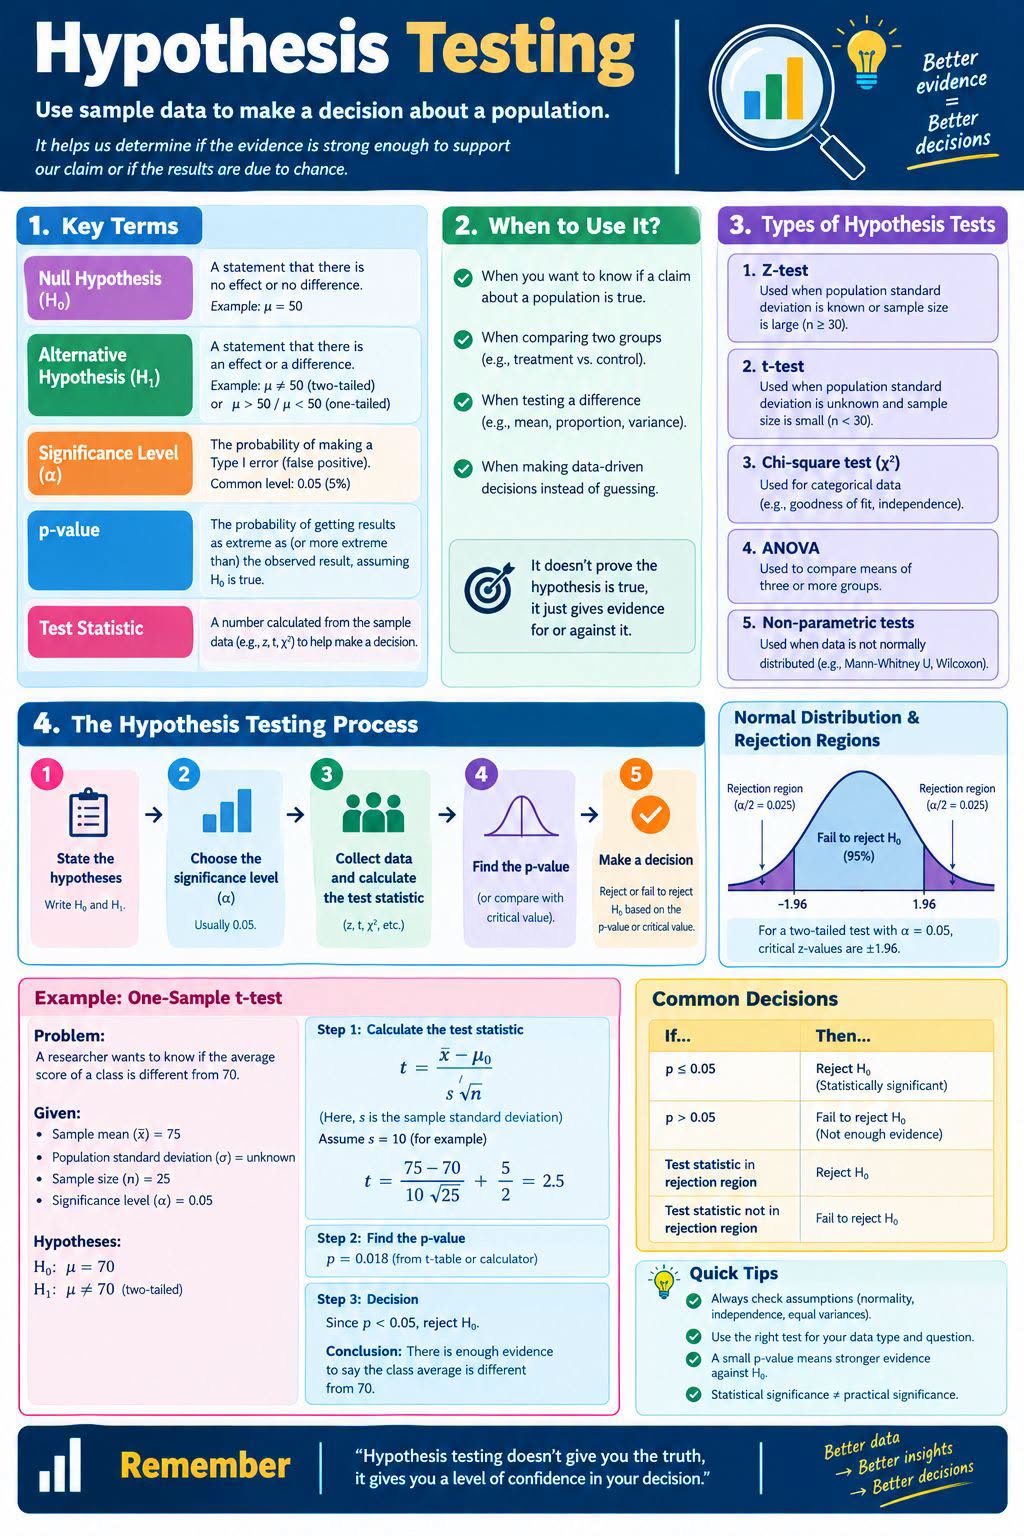 Hypothesis Testing
Use sample data to make a decision about a population.
It helps us determine if the evidence is strong enough to support
our claim or if the results are due to chance.
Better
evidence
=
Better
decisions
1. Key Terms
Null Hypothesis
(H₀)
A statement that there is
no effect or no difference.
Example: μ = 50
Alternative
Hypothesis (H₁)
A statement that there is
an effect or a difference.
Example: μ ≠ 50 (two-tailed)
or μ > 50 / μ < 50 (one-tailed)
Significance Level
(α)
The probability of making a
Type I error (false positive).
Common level: 0.05 (5%)
p-value
The probability of getting results
as extreme as (or more extreme
than) the observed result, assuming
H₀ is true.
Test Statistic
A number calculated from the sample
data (e.g., z, t, χ²) to help make a decision.
2. When to Use It?
When you want to know if a claim
about a population is true.
When comparing two groups
(e.g., treatment vs. control).
When testing a difference
(e.g., mean, proportion, variance).
When making data-driven
decisions instead of guessing.
It doesn't prove the
hypothesis is true,
it just gives evidence
for or against it.
3. Types of Hypothesis Tests
1. Z-test
Used when population standard
deviation is known or sample size
is large (n ≥ 30).
2. t-test
Used when population standard
deviation is unknown and sample
size is small (n < 30).
3. Chi-square test (χ²)
Used for categorical data
(e.g., goodness of fit, independence).
4. ANOVA
Used to compare means of
three or more groups.
5. Non-parametric tests
Used when data is not normally
distributed (e.g., Mann-Whitney U, Wilcoxon).
4. The Hypothesis Testing Process
1
State the
hypotheses
Write H₀ and H₁.
→
2
Choose the
significance level
(α)
Usually 0.05.
→
3
Collect data
and calculate
the test statistic
(z, t, χ², etc.)
→
4
Find the p-value
(or compare with
critical value).
→
5
Make a decision
Reject or fail to reject
H₀ based on the
p-value or critical value.
Normal Distribution &
Rejection Regions
Rejection region
(α/2 = 0.025)
Rejection region
(α/2 = 0.025)
Fail to reject H₀
(95%)
−1.96
1.96
For a two-tailed test with α = 0.05,
critical z-values are ±1.96.
Example: One-Sample t-test
Problem:
A researcher wants to know if the average
score of a class is different from 70.
Given:
• Sample mean (x̄) = 75
• Population standard deviation (σ) = unknown
• Sample size (n) = 25
• Significance level (α) = 0.05
Hypotheses:
H₀: μ = 70
H₁: μ ≠ 70 (two-tailed)
Step 1: Calculate the test statistic
x̄ − μ₀
t =
s / √n
(Here, s is the sample standard deviation)
Assume s = 10 (for example)
75 − 70 5
t = + = 2.5
10 √25 2
Step 2: Find the p-value
p = 0.018 (from t-table or calculator)
Step 3: Decision
Since p < 0.05, reject H₀.
Conclusion: There is enough evidence
to say the class average is different
from 70.
Common Decisions
If... Then...
p ≤ 0.05 Reject H₀
(Statistically significant)
p > 0.05 Fail to reject H₀
(Not enough evidence)
Test statistic in
rejection region
Reject H₀
Test statistic not in
rejection region
Fail to reject H₀
Quick Tips
Always check assumptions (normality,
independence, equal variances).
Use the right test for your data type and question.
A small p-value means stronger evidence
against H₀.
Statistical significance ≠ practical significance.
Remember
"Hypothesis testing doesn't give you the truth,
it gives you a level of confidence in your decision."
Better data
→ Better insights
→ Better decisions